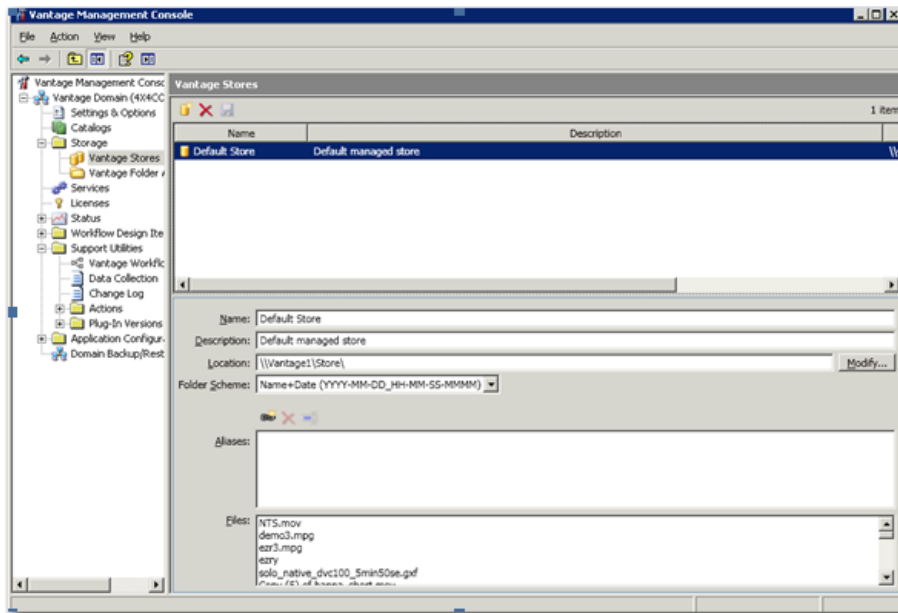 Vantage Management Console
File Action View Help
Vantage Management Consc
Vantage Domain (4X4CC
Settings & Options
Catalogs
Storage
Vantage Stores
Vantage Folder A
Services
Licenses
Status
Workflow Design Ite
Support Utilities
Vantage Workflc
Data Collection
Change Log
Actions
Plug-In Versions
Application Configur
Domain Backup/Rest
Vantage Stores
1 item
Name Description
Default Store Default managed store \\
Name: Default Store
Description: Default managed store
Location: \\Vantage1\Store\ Modify...
Folder Scheme: Name+Date (YYYY-MM-DD_HH-MM-SS-MMMM)
Aliases:
Files:
NTS.mov
demo3.mpg
ezr3.mpg
ezry
solo_native_dvc100_5min50se.gxf